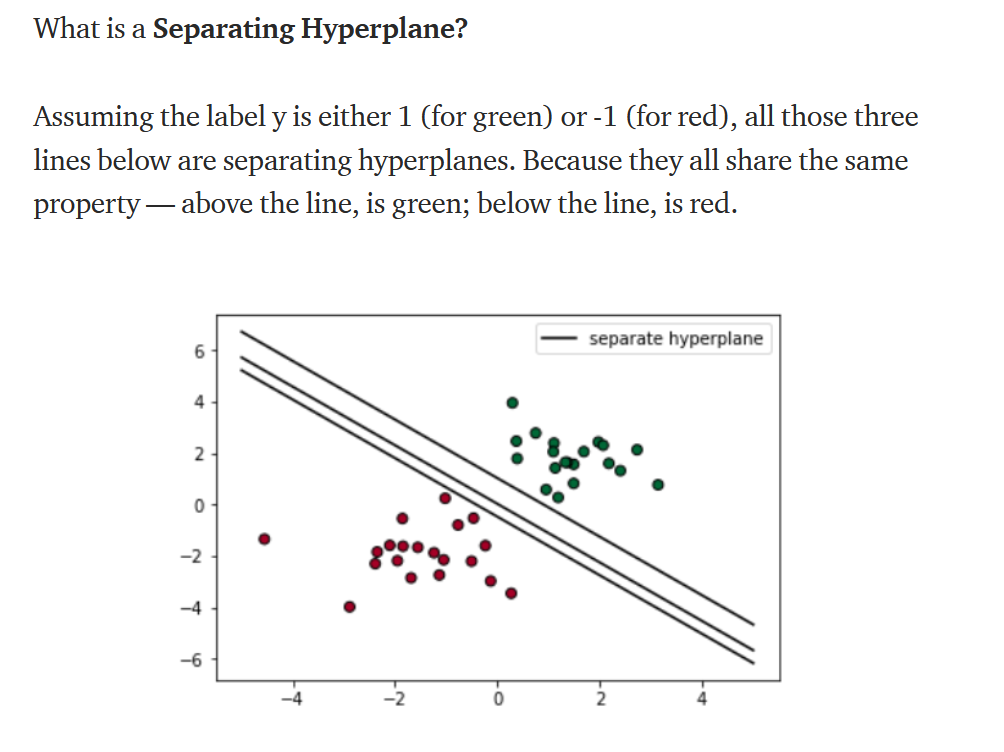 What is a Separating Hyperplane?
Assuming the label y is either 1 (for green) or -1 (for red), all those three
lines below are separating hyperplanes. Because they all share the same
property — above the line, is green; below the line, is red.
separate hyperplane
6
4
2
0
−2
−4
−6
−4 −2 0 2 4